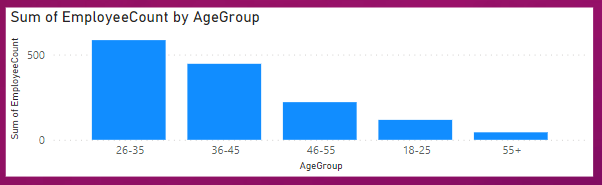 Sum of EmployeeCount by AgeGroup
Sum of EmployeeCount
500
0
26-35 36-45 46-55 18-25 55+
AgeGroup